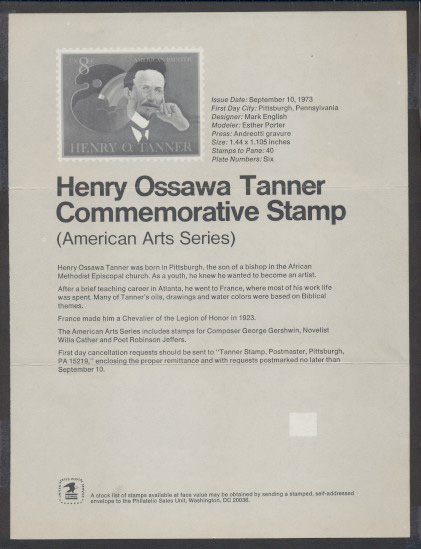 8c
AMERICAN ARTIST
HENRY O. TANNER
Issue Date: September 10, 1973
First Day City: Pittsburgh, Pennsylvania
Designer: Mark English
Modeler: Esther Porter
Press: Andreotti gravure
Size: 1.44 x 1.105 inches
Stamps to Pane: 40
Plate Numbers: Six
Henry Ossawa Tanner
Commemorative Stamp
(American Arts Series)
Henry Ossawa Tanner was born in Pittsburgh, the son of a bishop in the African
Methodist Episcopal church. As a youth, he knew he wanted to become an artist.
After a brief teaching career in Atlanta, he went to France, where most of his work life
was spent. Many of Tanner's oils, drawings and water colors were based on Biblical
themes.
France made him a Chevalier of the Legion of Honor in 1923.
The American Arts Series includes stamps for Composer George Gershwin, Novelist
Willa Cather and Poet Robinson Jeffers.
First day cancellation requests should be sent to "Tanner Stamp, Postmaster, Pittsburgh,
PA 15219," enclosing the proper remittance and with requests postmarked no later than
September 10.
A stock list of stamps available at face value may be obtained by sending a stamped, self-addressed
envelope to the Philatelic Sales Unit, Washington, DC 20036.